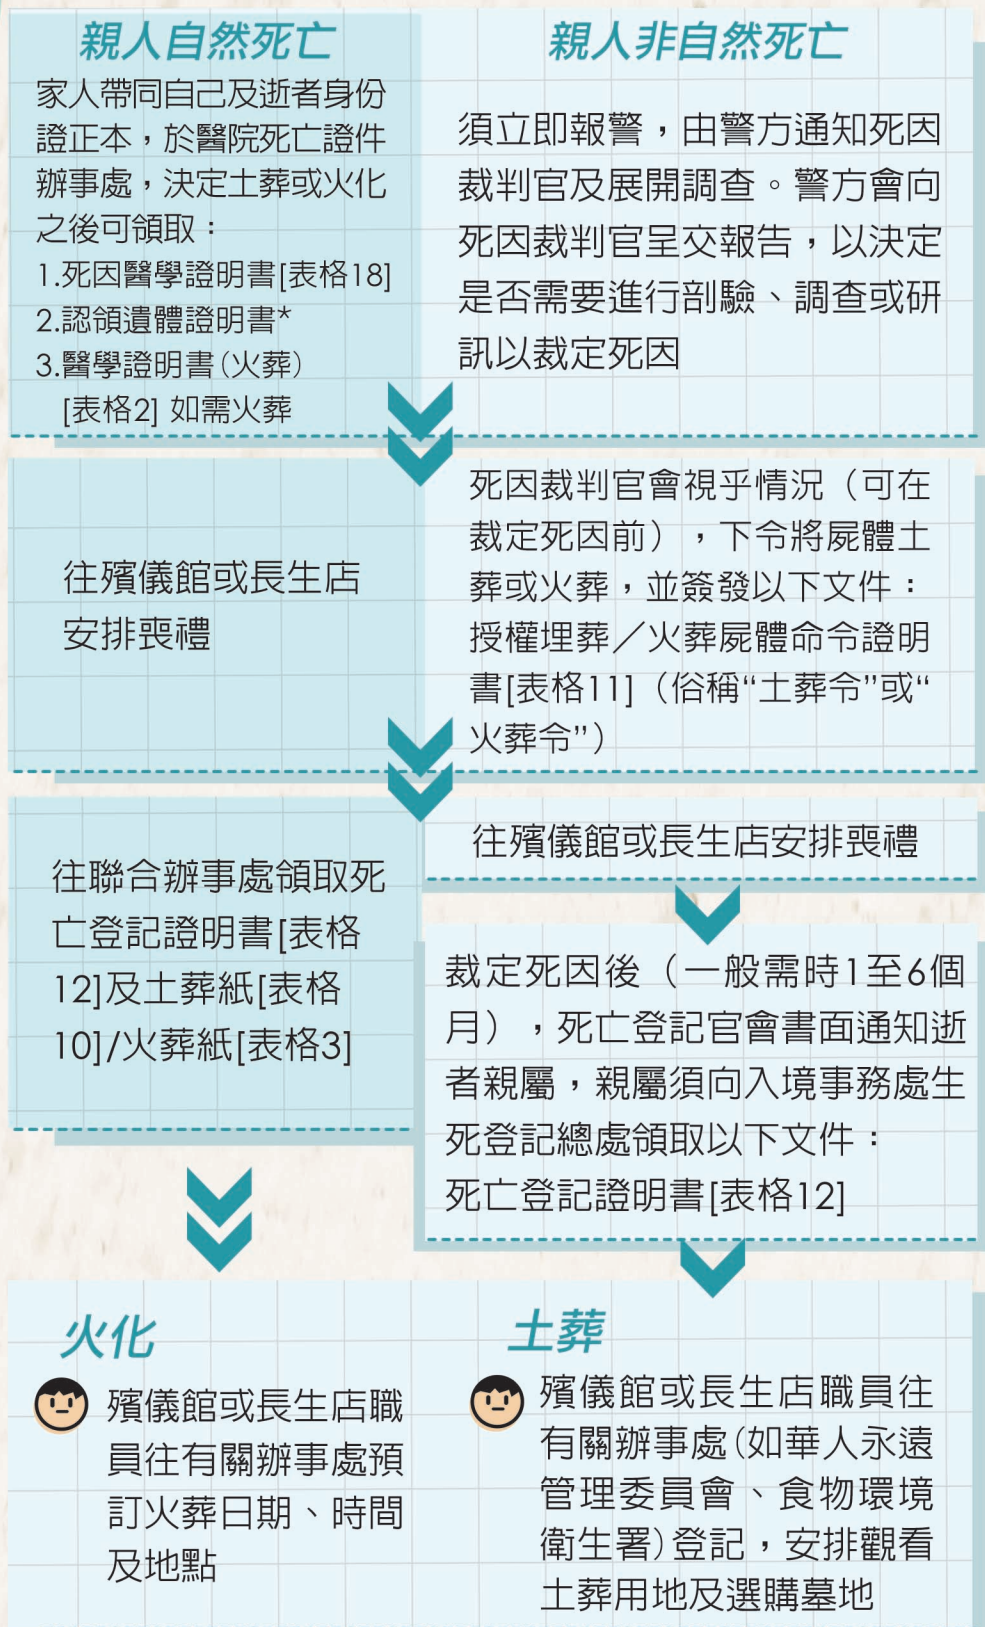 親人自然死亡
家人帶同自己及逝者身份
證正本，於醫院死亡證件
辦事處，決定土葬或火化
之後可領取：
1.死因醫學證明書[表格18]
2.認領遺體證明書*
3.醫學證明書(火葬)
[表格2] 如需火葬
親人非自然死亡
須立即報警，由警方通知死因
裁判官及展開調查。警方會向
死因裁判官呈交報告，以決定
是否需要進行剖驗、調查或研
訊以裁定死因
往殯儀館或長生店
安排喪禮
死因裁判官會視乎情況（可在
裁定死因前），下令將屍體土
葬或火葬，並簽發以下文件：
授權埋葬／火葬屍體命令證明
書[表格11]（俗稱“土葬令”或“
火葬令”）
往聯合辦事處領取死
亡登記證明書[表格
12]及土葬紙[表格
10]/火葬紙[表格3]
往殯儀館或長生店安排喪禮
裁定死因後（一般需時1至6個
月），死亡登記官會書面通知逝
者親屬，親屬須向入境事務處生
死登記總處領取以下文件：
死亡登記證明書[表格12]
火化
殯儀館或長生店職
員往有關辦事處預
訂火葬日期、時間
及地點
土葬
殯儀館或長生店職員往
有關辦事處(如華人永遠
管理委員會、食物環境
衛生署)登記，安排觀看
土葬用地及選購墓地